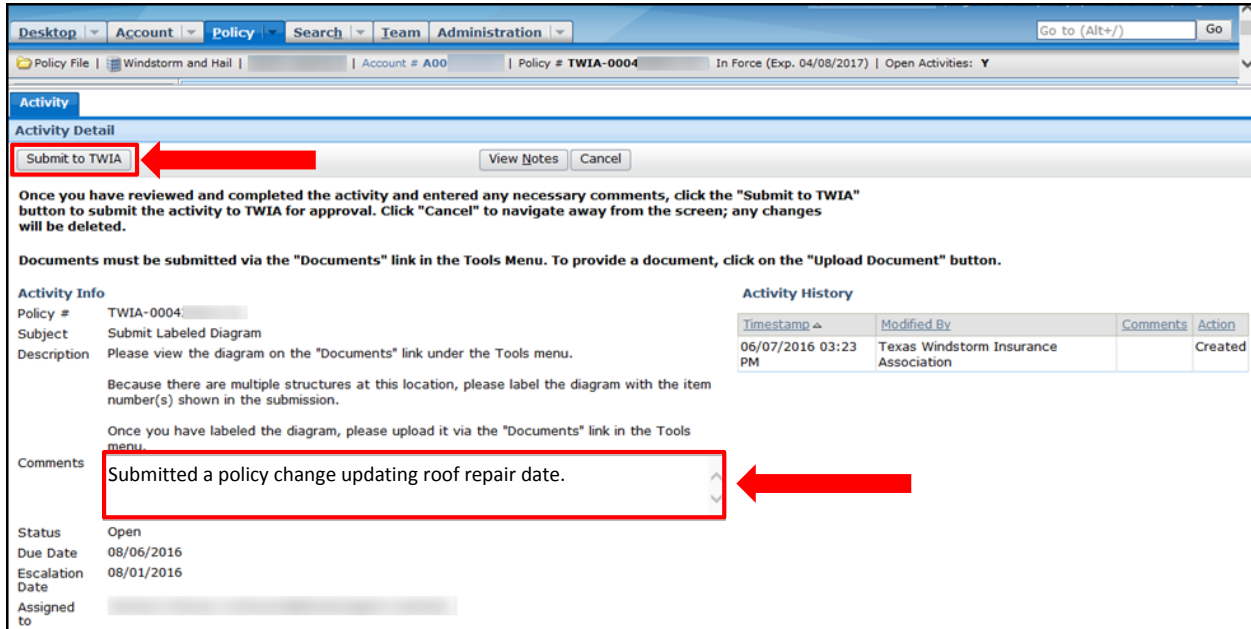 Desktop Account Policy Search Team Administration Go to (Alt+/) Go
Policy File | Windstorm and Hail | | Account # A00 | Policy # TWIA-0004 In Force (Exp. 04/08/2017) | Open Activities: Y
Activity
Activity Detail
Submit to TWIA View Notes Cancel
Once you have reviewed and completed the activity and entered any necessary comments, click the "Submit to TWIA"
button to submit the activity to TWIA for approval. Click "Cancel" to navigate away from the screen; any changes
will be deleted.
Documents must be submitted via the "Documents" link in the Tools Menu. To provide a document, click on the "Upload Document" button.
Activity Info
Policy # TWIA-0004
Subject Submit Labeled Diagram
Description Please view the diagram on the "Documents" link under the Tools menu.
Because there are multiple structures at this location, please label the diagram with the item
number(s) shown in the submission.
Once you have labeled the diagram, please upload it via the "Documents" link in the Tools
menu.
Comments Submitted a policy change updating roof repair date.
Status Open
Due Date 08/06/2016
Escalation 08/01/2016
Date
Assigned
to
Activity History
Timestamp Modified By Comments Action
06/07/2016 03:23 Texas Windstorm Insurance Created
PM Association